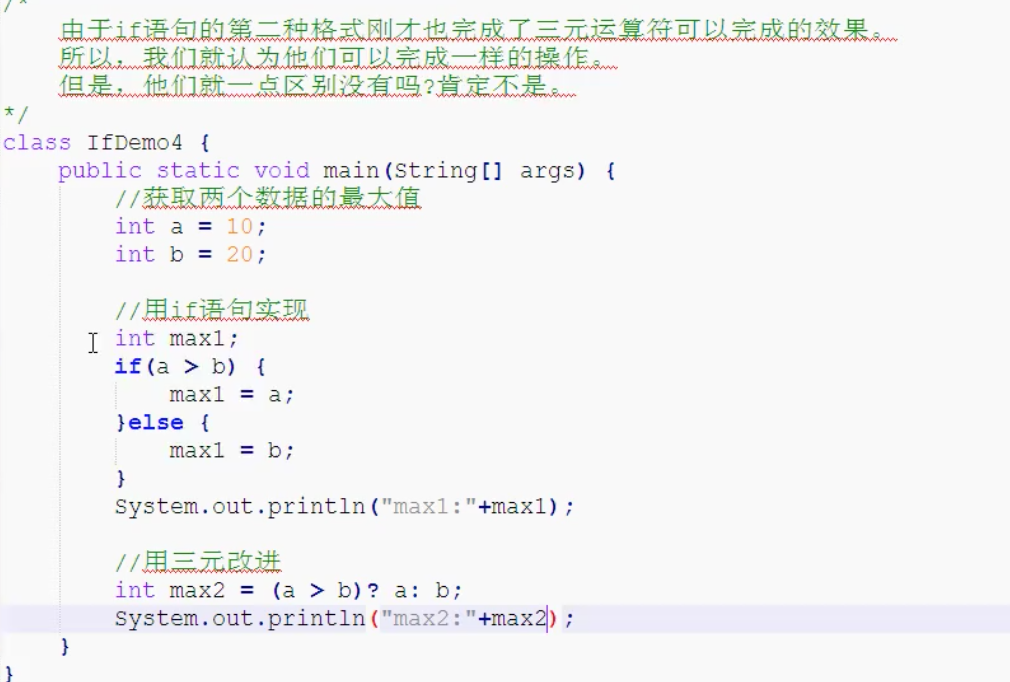 /*
由于if语句的第二种格式刚才也完成了三元运算符可以完成的效果。
所以，我们就认为他们可以完成一样的操作。
但是，他们就一点区别没有吗?肯定不是。
*/
class IfDemo4 {
public static void main(String[] args) {
//获取两个数据的最大值
int a = 10;
int b = 20;
//用if语句实现
int max1;
if(a > b) {
max1 = a;
}else {
max1 = b;
}
System.out.println("max1:"+max1);
//用三元改进
int max2 = (a > b)? a: b;
System.out.println("max2:"+max2);
}
}